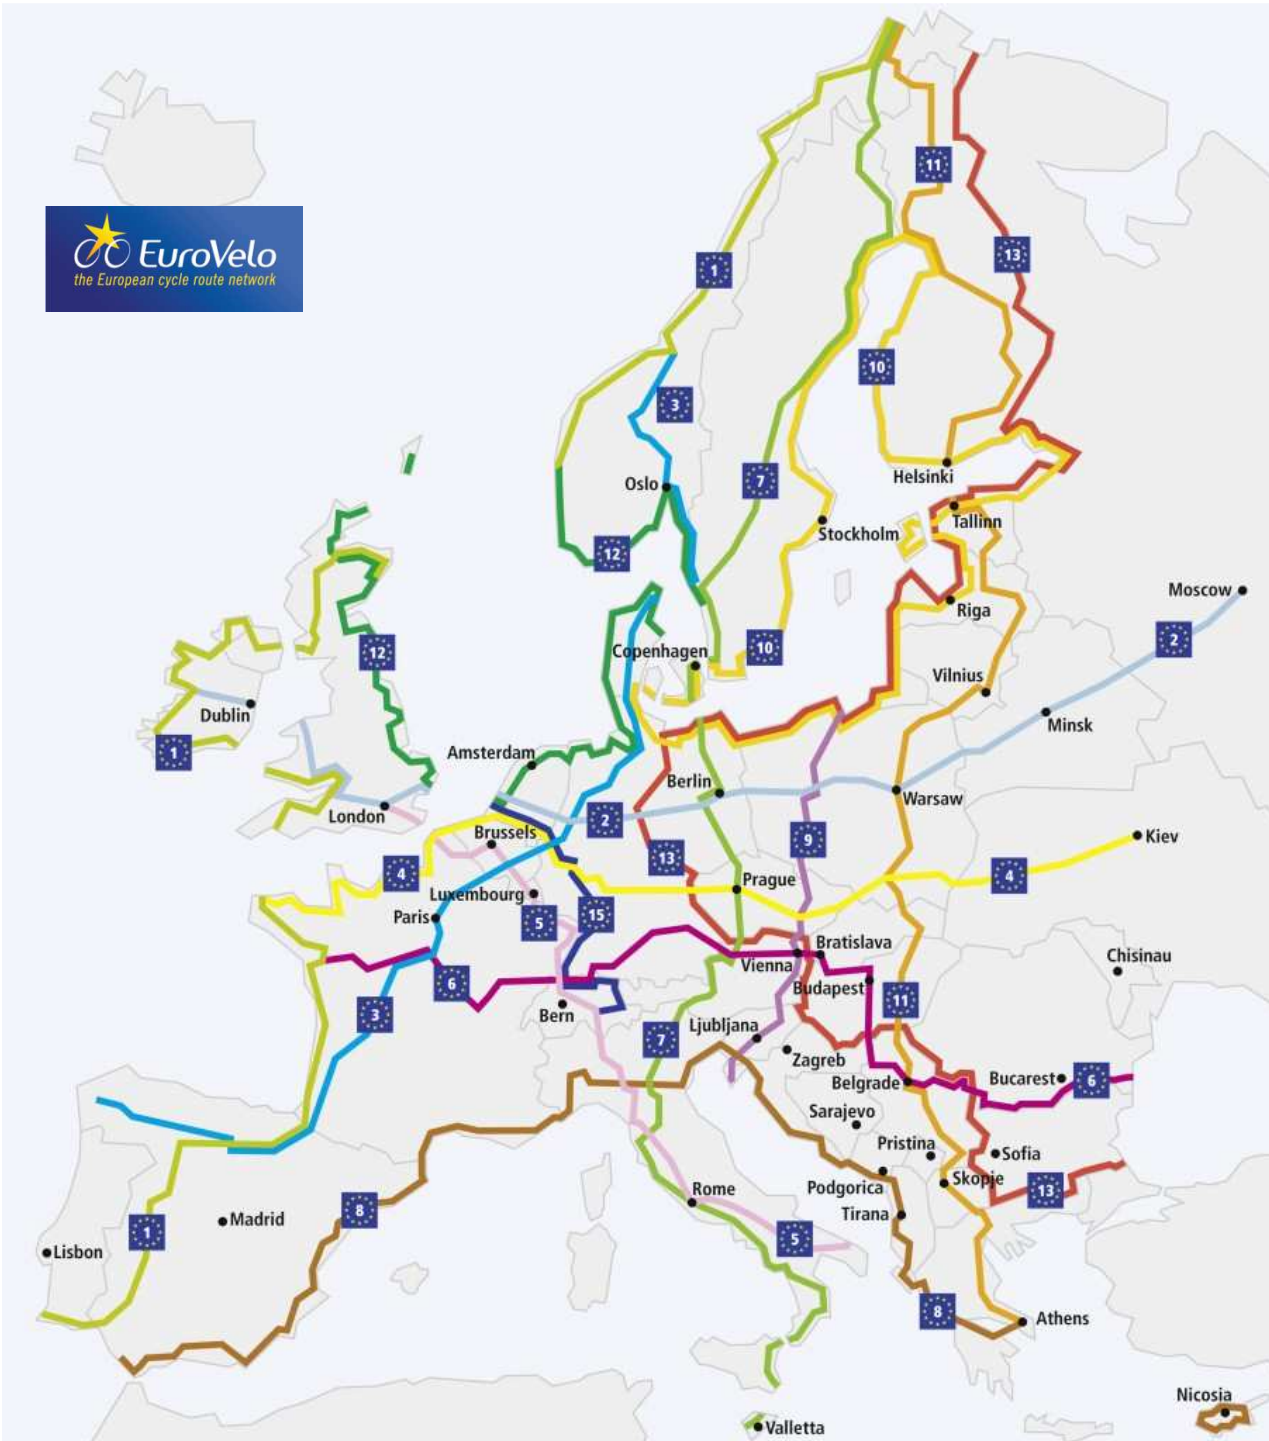 11
13
1
EuroVelo
the European cycle route network
10
3
Helsinki
Oslo
7
Tallinn
Stockholm
12
Moscow
Riga
2
12
Copenhagen
10
Vilnius
Dublin
Minsk
1
Amsterdam
Berlin
Warsaw
London
2
Brussels
9
Kiev
13
4
4
Prague
Luxembourg
Paris
5
15
Bratislava
Chisinau
Vienna
6
Budapest
11
3
Bern
Ljubljana
7
Zagreb
Belgrade
Bucarest
6
Sarajevo
Pristina
Sofia
Skopje
Podgorica
13
Rome
8
Tirana
Madrid
1
5
Lisbon
8
Athens
Nicosia
Valletta